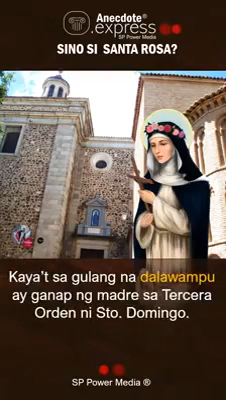 Anecdote®
.express
SP Power Media
SINO SI SANTA ROSA?
Kaya't sa gulang na dalawampu
ay ganap ng madre sa Tercera
Orden ni Sto. Domingo.
SP Power Media ®